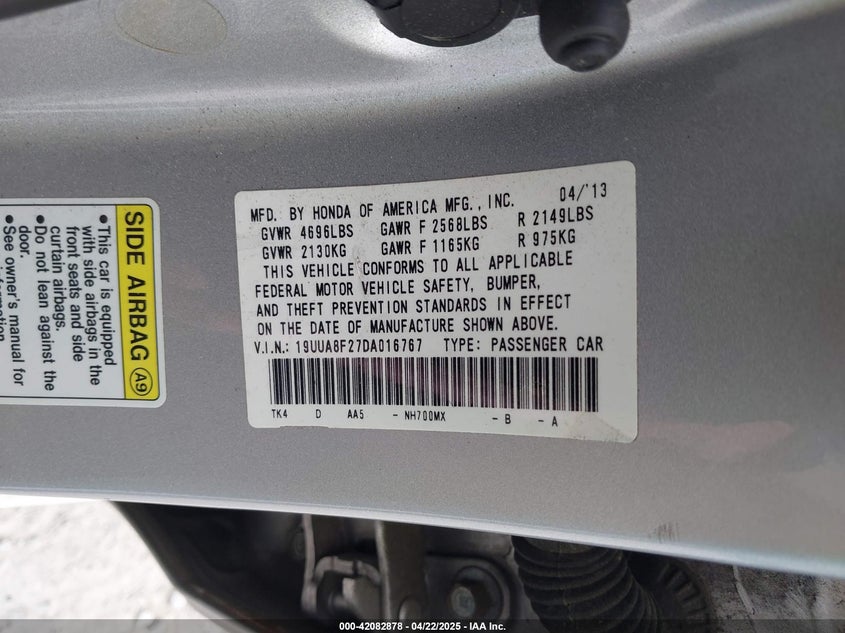 MFD. BY HONDA OF AMERICA MFG., INC. 04/'13
GVWR 4696LBS GAWR F 2568LBS R 2149LBS
GVWR 2130KG GAWR F 1165KG R 975KG
THIS VEHICLE CONFORMS TO ALL APPLICABLE
FEDERAL MOTOR VEHICLE SAFETY, BUMPER,
AND THEFT PREVENTION STANDARDS IN EFFECT
ON THE DATE OF MANUFACTURE SHOWN ABOVE.
V.I.N.: 19UUA8F27DA016767 TYPE: PASSENGER CAR
TK4 D AA5 - NH700MX - B - A
SIDE AIRBAG A9
•This car is equipped
with side airbags in the
front seats and side
curtain airbags.
•Do not lean against the
door.
•See owner's manual for
000-42082878 | 04/22/2025 - IAA Inc.